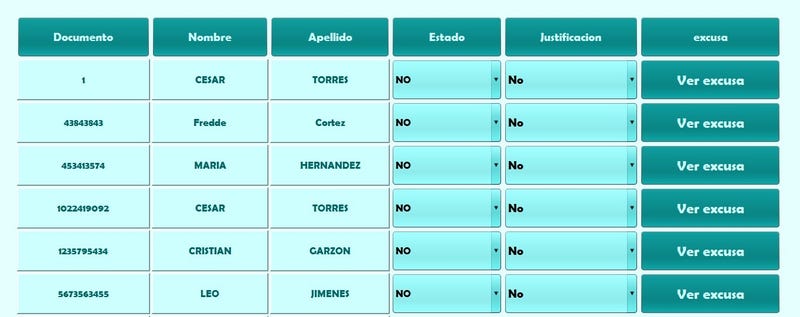 Documento Nombre Apellido Estado Justificacion excusa
1 CESAR TORRES NO No Ver excusa
43843843 Fredde Cortez NO No Ver excusa
453413574 MARIA HERNANDEZ NO No Ver excusa
1022419092 CESAR TORRES NO No Ver excusa
1235795434 CRISTIAN GARZON NO No Ver excusa
5673563455 LEO JIMENES NO No Ver excusa